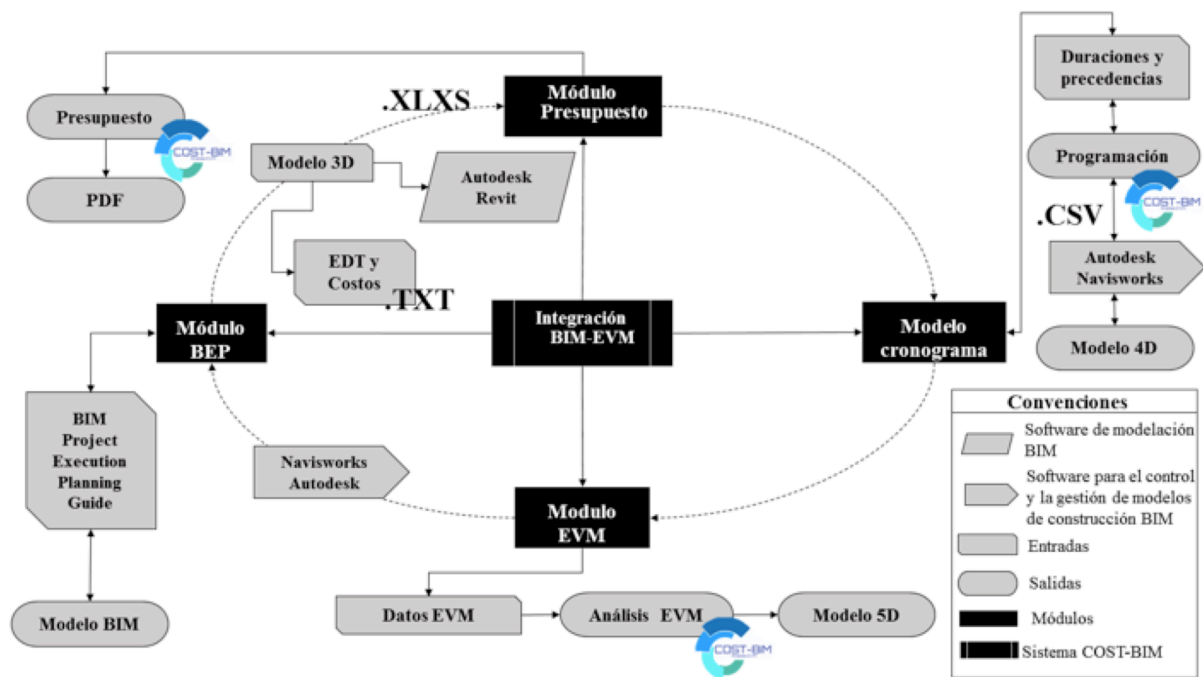 Presupuesto
COST-BIM
PDF
.XLXS
Módulo
Presupuesto
Modelo 3D
Autodesk
Revit
EDT y
Costos
.TXT
Duraciones y
precedencias
Programación
COST-BIM
.CSV
Autodesk
Navisworks
Modelo 4D
Módulo
BEP
Integración
BIM-EVM
Modelo
cronograma
BIM
Project
Execution
Planning
Guide
Modelo BIM
Navisworks
Autodesk
Modulo
EVM
Datos EVM
Análisis EVM
COST-BIM
Modelo 5D
Convenciones
Software de modelación
BIM
Software para el control
y la gestión de modelos
de construcción BIM
Entradas
Salidas
Módulos
Sistema COST-BIM